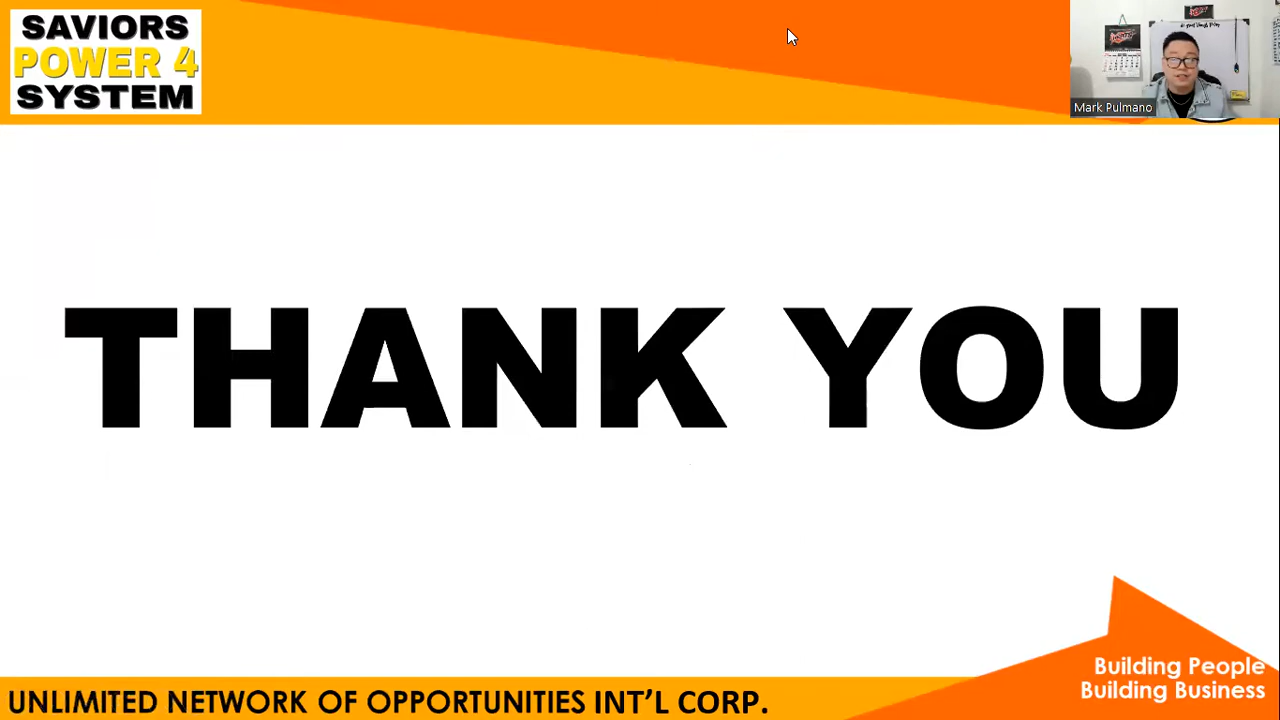 SAVIORS
POWER 4
SYSTEM
Mark Pulmano
THANK YOU
Building People
Building Business
UNLIMITED NETWORK OF OPPORTUNITIES INT'L CORP.